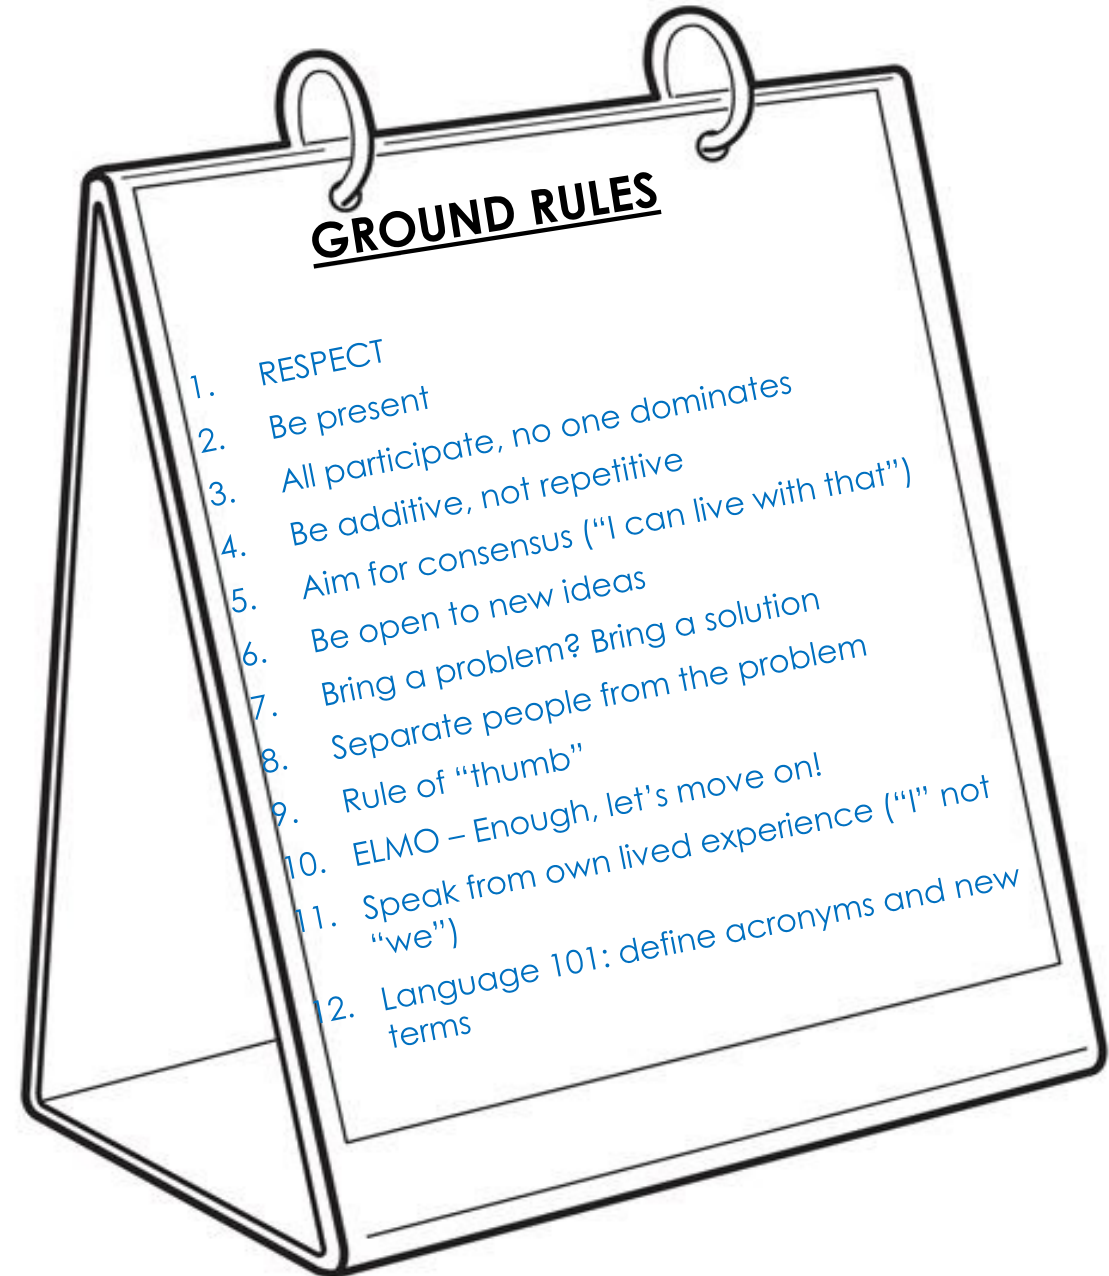 GROUND RULES
1. RESPECT
2. Be present
3. All participate, no one dominates
4. Be additive, not repetitive
5. Aim for consensus (“I can live with that”)
6. Be open to new ideas
7. Bring a problem? Bring a solution
8. Separate people from the problem
9. Rule of “thumb”
10. ELMO – Enough, let’s move on!
11. Speak from own lived experience (“I” not
“we”)
12. Language 101: define acronyms and new
terms